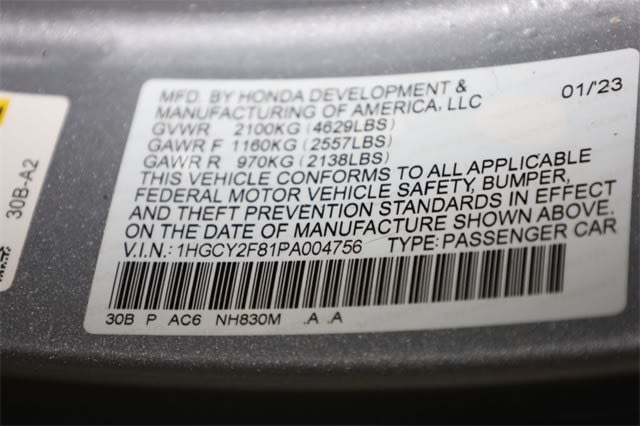 MFD. BY HONDA DEVELOPMENT &
MANUFACTURING OF AMERICA, LLC
01/'23
GVWR 2100KG (4629LBS)
GAWR F 1160KG (2557LBS)
GAWR R 970KG (2138LBS)
THIS VEHICLE CONFORMS TO ALL APPLICABLE
FEDERAL MOTOR VEHICLE SAFETY, BUMPER,
AND THEFT PREVENTION STANDARDS IN EFFECT
ON THE DATE OF MANUFACTURE SHOWN ABOVE.
V.I.N.: 1HGCY2F81PA004756 TYPE: PASSENGER CAR
30B P AC6 NH830M .A .A
30B-A2